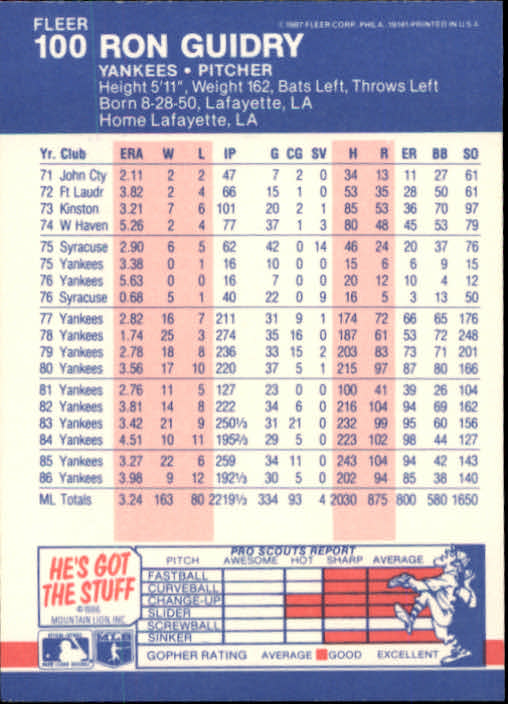 FLEER
© 1987 FLEER CORP., PHILA. 19141-PRINTED IN U.S.A.
100 RON GUIDRY
YANKEES • PITCHER
Height 5'11", Weight 162, Bats Left, Throws Left
Born 8-28-50, Lafayette, LA
Home Lafayette, LA
Yr. Club ERA W L IP G CG SV H R ER BB SO
71 John Cty 2.11 2 2 47 7 2 0 34 13 11 27 61
72 Ft Laudr 3.82 2 4 66 15 1 0 53 35 28 50 61
73 Kinston 3.21 7 6 101 20 2 1 85 53 36 70 97
74 W Haven 5.26 2 4 77 37 1 3 80 48 45 53 79
75 Syracuse 2.90 6 5 62 42 0 14 46 24 20 37 76
75 Yankees 3.38 0 1 16 10 0 0 15 6 6 9 15
76 Yankees 5.63 0 0 16 7 0 0 20 12 10 4 12
76 Syracuse 0.68 5 1 40 22 0 9 16 5 3 13 50
77 Yankees 2.82 16 7 211 31 9 1 174 72 66 65 176
78 Yankees 1.74 25 3 274 35 16 0 187 61 53 72 248
79 Yankees 2.78 18 8 236 33 15 2 203 83 73 71 201
80 Yankees 3.56 17 10 220 37 5 1 215 97 87 80 166
81 Yankees 2.76 11 5 127 23 0 0 100 41 39 26 104
82 Yankees 3.81 14 8 222 34 6 0 216 104 94 69 162
83 Yankees 3.42 21 9 250⅓ 31 21 0 232 99 95 60 156
84 Yankees 4.51 10 11 195⅔ 29 5 0 223 102 98 44 127
85 Yankees 3.27 22 6 259 34 11 0 243 104 94 42 143
86 Yankees 3.98 9 12 192⅓ 30 5 0 202 94 85 38 140
ML Totals 3.24 163 80 2219⅓ 334 93 4 2030 875 800 580 1650
HE'S GOT
THE STUFF
©1986
MOUNTAIN LION, INC.
PRO SCOUTS REPORT
PITCH AWESOME HOT SHARP AVERAGE
FASTBALL
CURVEBALL
CHANGE-UP
SLIDER
SCREWBALL
SINKER
GOPHER RATING AVERAGE GOOD EXCELLENT
MLB